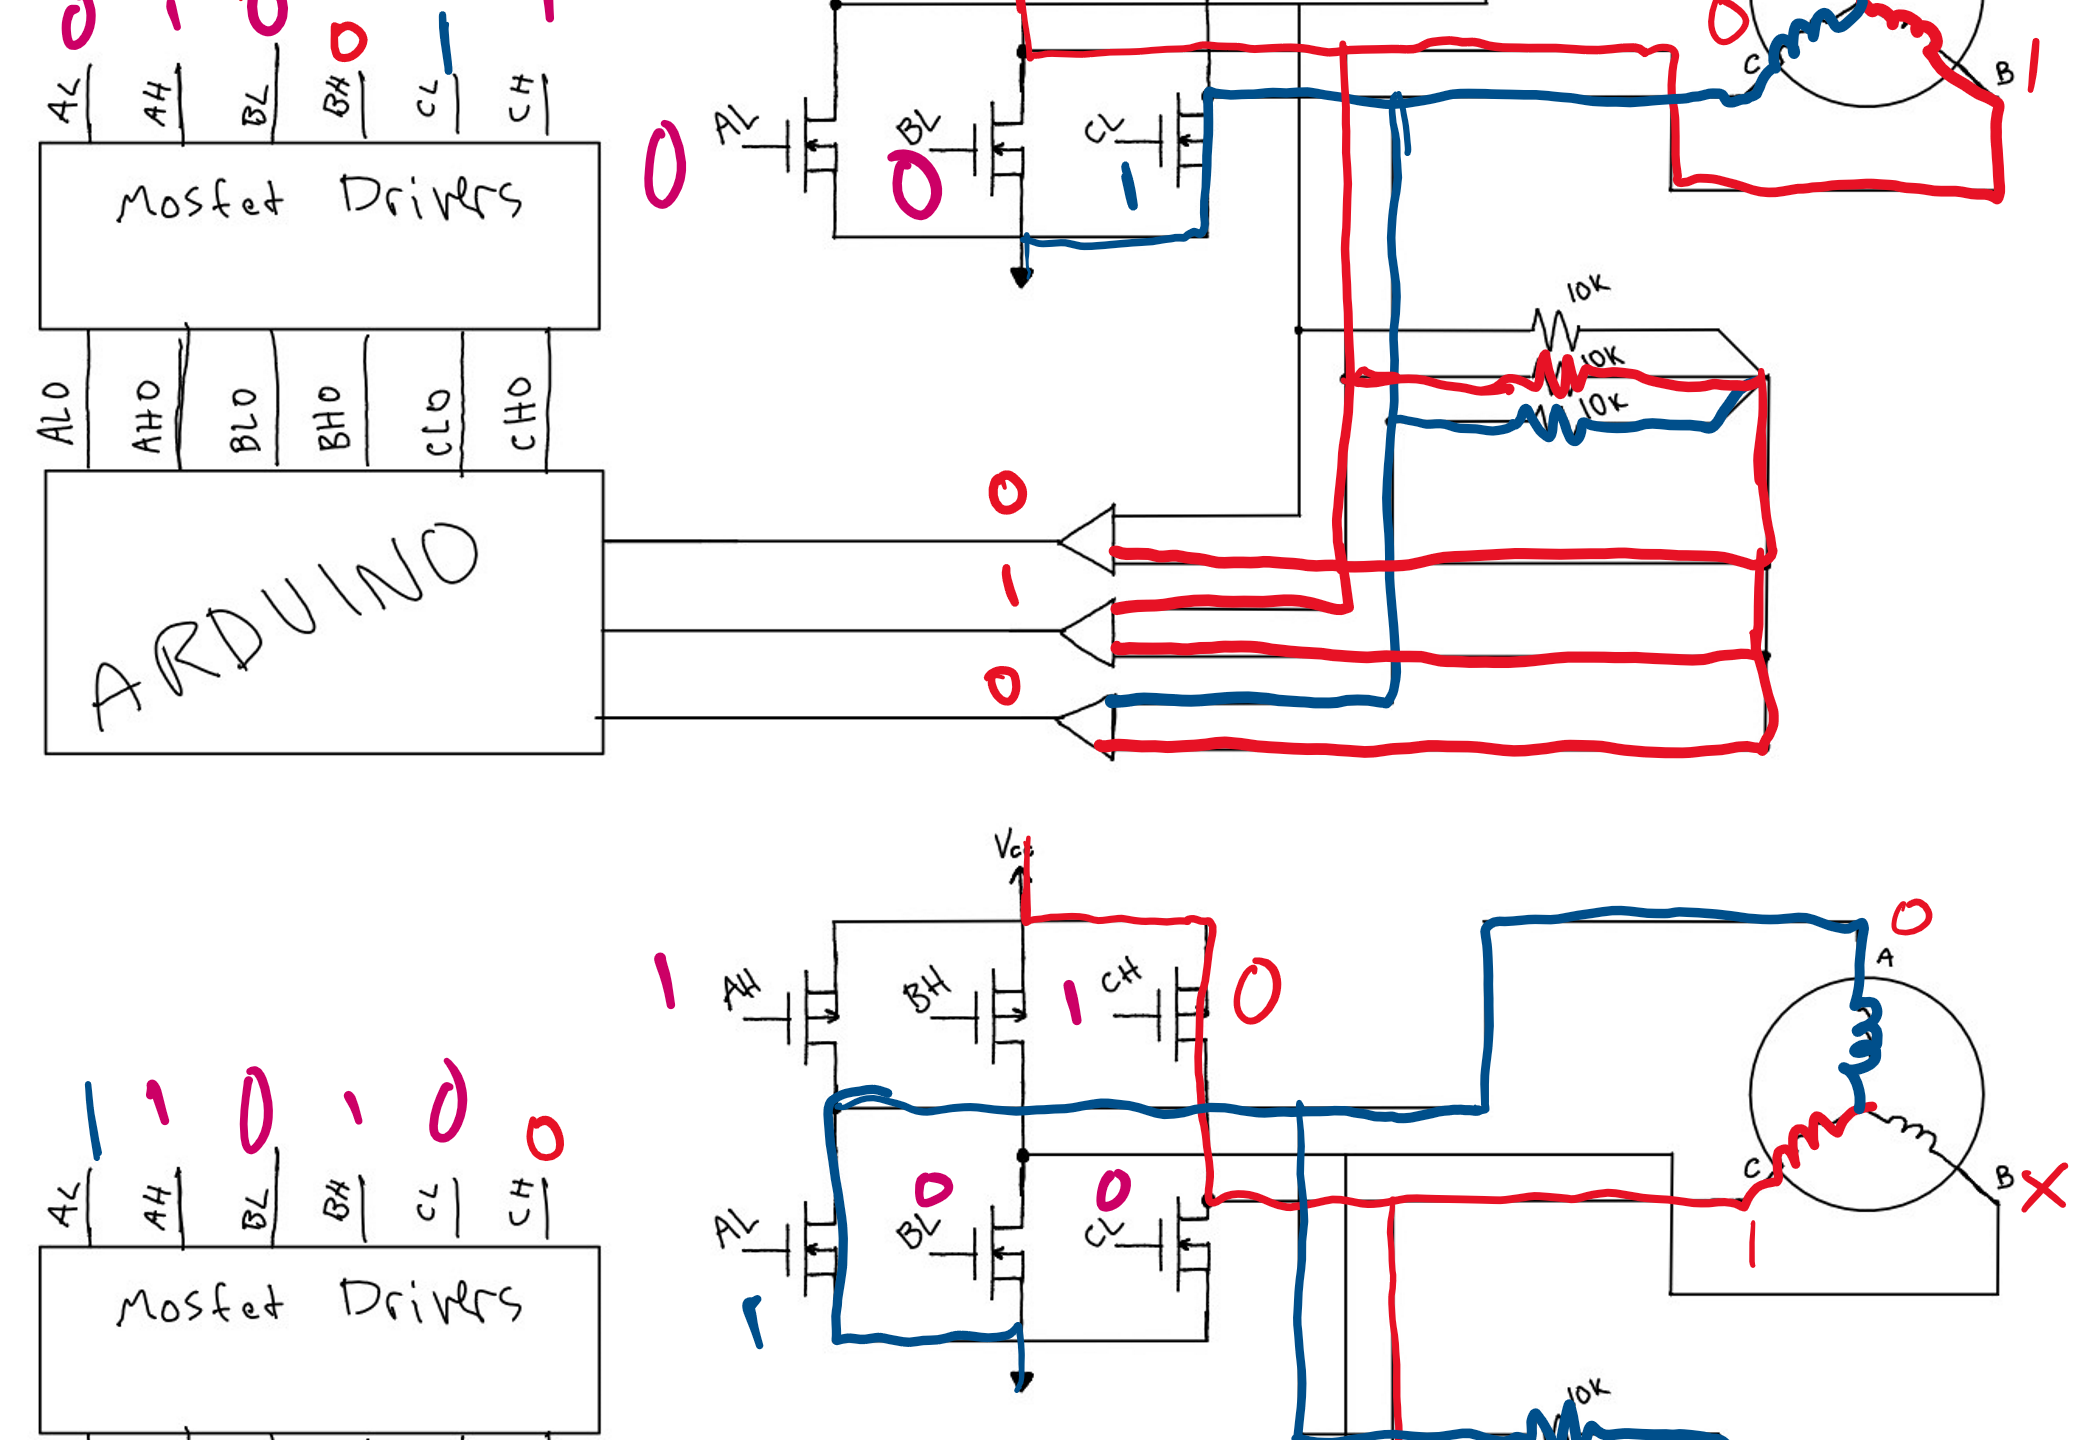 0 1 0 0 1 1
AL AH BL BH CL CH
Mosfet Drivers
ALO AHO BLO BHO CLO CHO
ARDUINO
0 AL 0 BL 1 CL
0 C B 1
10K
10K
10K
0
1
0
Vcc
1 AH BH 1 CH 0
0
A
C B X
1
AL 1 BL 0 CL 0
1 1 0 1 0 0
AL AH BL BH CL CH
Mosfet Drivers
10K